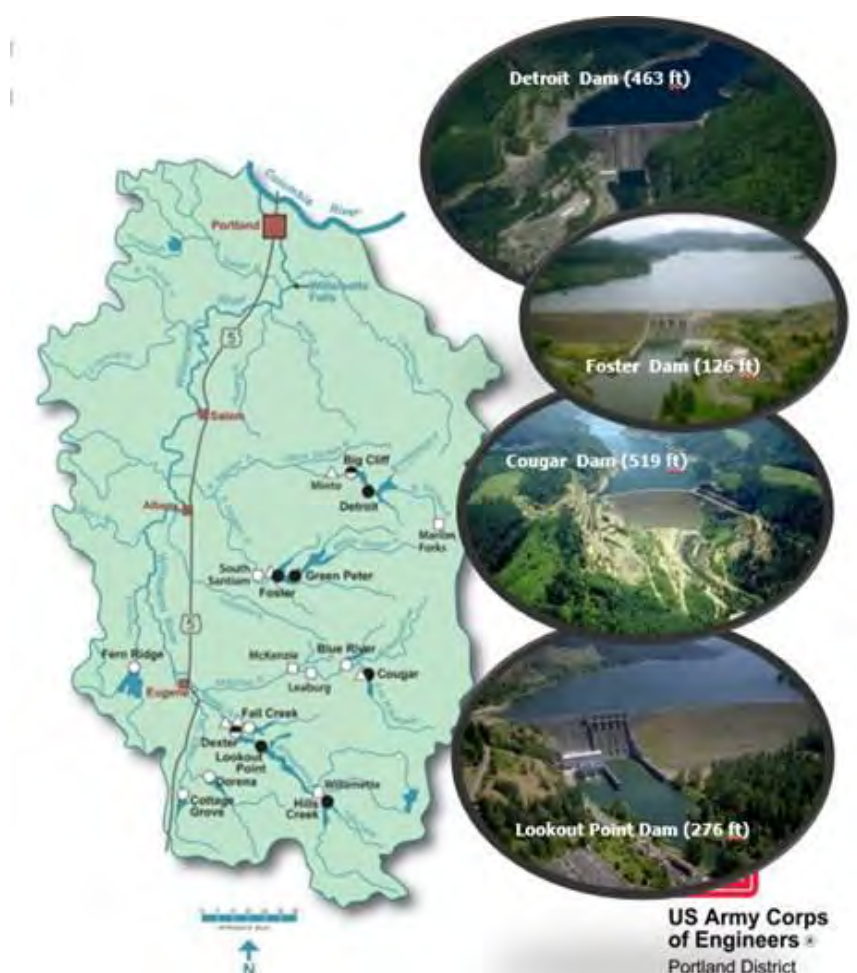 Detroit Dam (463 ft)
Foster Dam (126 ft)
Cougar Dam (519 ft)
Lookout Point Dam (276 ft)
Columbia
River
Portland
Willamette
Falls
River
5
Salem
Big Cliff
Minto
Detroit
Albany
Marion
Forks
South
Santiam
Green Peter
Foster
5
Fern Ridge
McKenzie
Blue River
Leaburg
Cougar
Eugene
Fall Creek
Dexter
Lookout
Point
Dorena
Willamette
Cottage
Grove
Hills
Creek
N
US Army Corps
of Engineers ®
Portland District